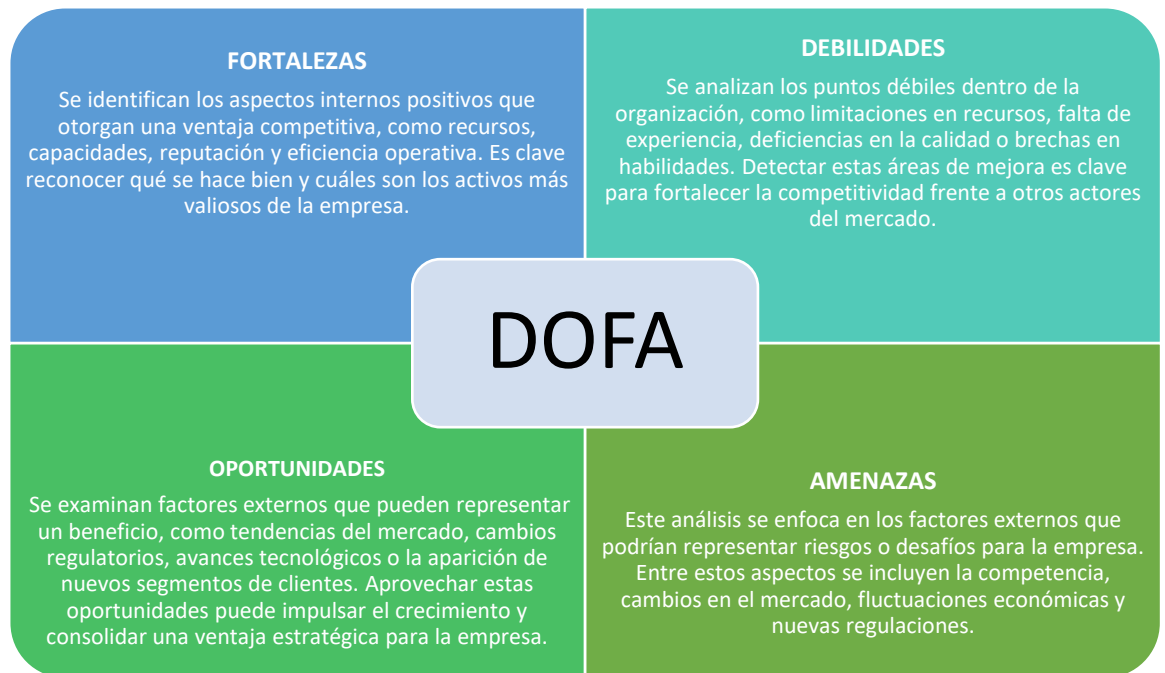 FORTALEZAS
Se identifican los aspectos internos positivos que
otorgan una ventaja competitiva, como recursos,
capacidades, reputación y eficiencia operativa. Es clave
reconocer qué se hace bien y cuáles son los activos más
valiosos de la empresa.
DEBILIDADES
Se analizan los puntos débiles dentro de la
organización, como limitaciones en recursos, falta de
experiencia, deficiencias en la calidad o brechas en
habilidades. Detectar estas áreas de mejora es clave
para fortalecer la competitividad frente a otros actores
del mercado.
DOFA
OPORTUNIDADES
Se examinan factores externos que pueden representar
un beneficio, como tendencias del mercado, cambios
regulatorios, avances tecnológicos o la aparición de
nuevos segmentos de clientes. Aprovechar estas
oportunidades puede impulsar el crecimiento y
consolidar una ventaja estratégica para la empresa.
AMENAZAS
Este análisis se enfoca en los factores externos que
podrían representar riesgos o desafíos para la empresa.
Entre estos aspectos se incluyen la competencia,
cambios en el mercado, fluctuaciones económicas y
nuevas regulaciones.